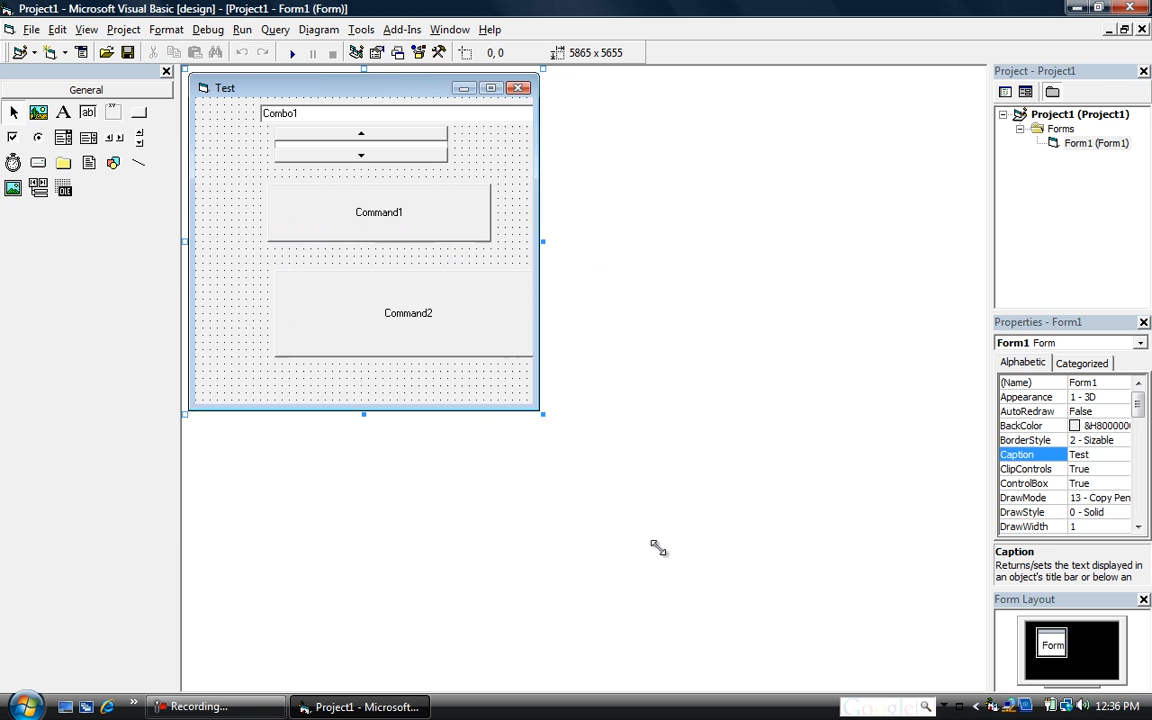 Project1 - Microsoft Visual Basic [design] - [Project1 - Form1 (Form)]
File Edit View Project Format Debug Run Query Diagram Tools Add-Ins Window Help
0, 0 5865 x 5655
General
A ab| XY
OLE
Test
Combo1
Command1
Command2
Project - Project1
Project1 (Project1)
Forms
Form1 (Form1)
Properties - Form1
Form1 Form
Alphabetic Categorized
(Name) Form1
Appearance 1 - 3D
AutoRedraw False
BackColor &H800000
BorderStyle 2 - Sizable
Caption Test
ClipControls True
ControlBox True
DrawMode 13 - Copy Pen
DrawStyle 0 - Solid
DrawWidth 1
Caption
Returns/sets the text displayed in
an object's title bar or below an
Form Layout
Form
Recording... Project1 - Microsoft... Google 12:36 PM